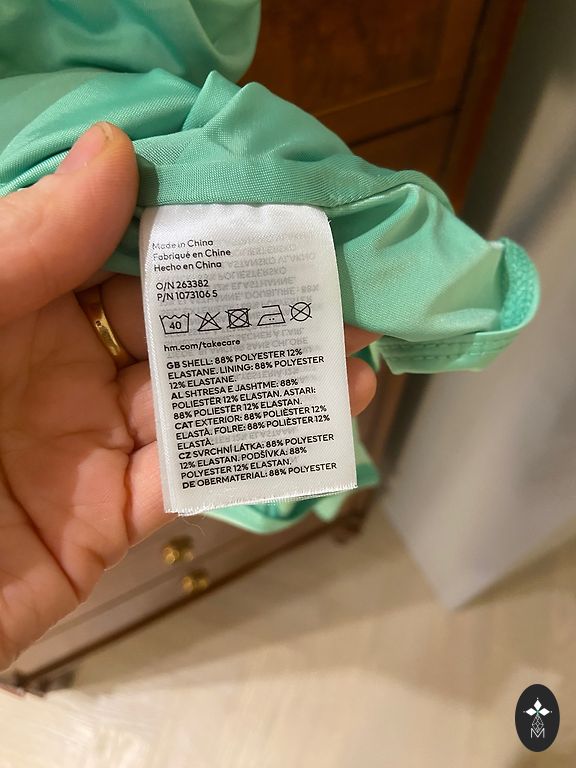 Made in China
Fabriqué en Chine
Hecho en China
O/N 263382
P/N 1073106 5
40
hm.com/takecare
GB SHELL: 88% POLYESTER 12%
ELASTANE. LINING: 88% POLYESTER
12% ELASTANE.
AL SHTRESA E JASHTME: 88%
POLIESTËR 12% ELASTAN. ASTARI:
88% POLIESTËR 12% ELASTAN.
CAT EXTERIOR: 88% POLIÈSTER 12%
ELASTÀ. FOLRE: 88% POLIÈSTER 12%
ELASTÀ.
CZ SVRCHNÍ LÁTKA: 88% POLYESTER
12% ELASTAN. PODŠÍVKA: 88%
POLYESTER 12% ELASTAN.
DE OBERMATERIAL: 88% POLYESTER
M